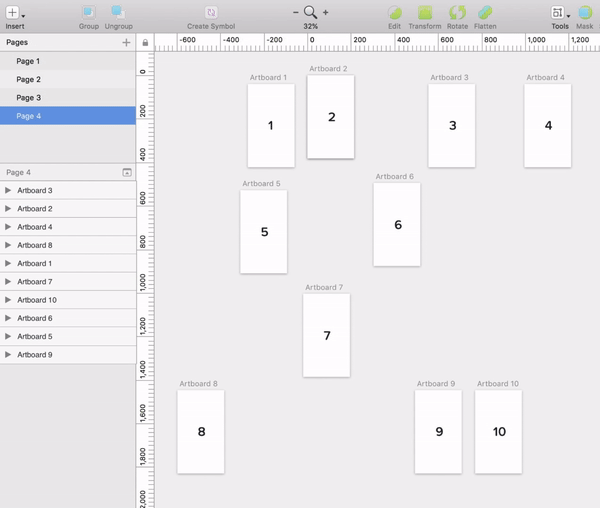 Insert
Group
Ungroup
Create Symbol
32%
Edit
Transform
Rotate
Flatten
Tools
Mask
Pages
-600
-400
-200
0
200
400
600
800
1,000
1,200
Page 1
Page 2
Page 3
Page 4
Page 4
Artboard 3
Artboard 2
Artboard 4
Artboard 8
Artboard 1
Artboard 7
Artboard 10
Artboard 6
Artboard 5
Artboard 9
0
200
400
600
800
1,000
1,200
1,400
1,600
1,800
2,000
Artboard 1
1
Artboard 2
2
Artboard 3
3
Artboard 4
4
Artboard 5
5
Artboard 6
6
Artboard 7
7
Artboard 8
8
Artboard 9
9
Artboard 10
10